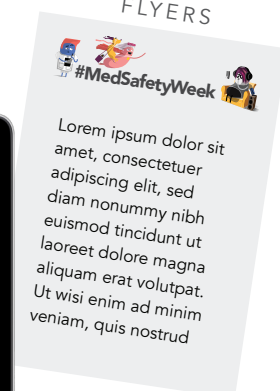 FLYERS
#MedSafetyWeek
Lorem ipsum dolor sit
amet, consectetuer
adipiscing elit, sed
diam nonummy nibh
euismod tincidunt ut
laoreet dolore magna
aliquam erat volutpat.
Ut wisi enim ad minim
veniam, quis nostrud